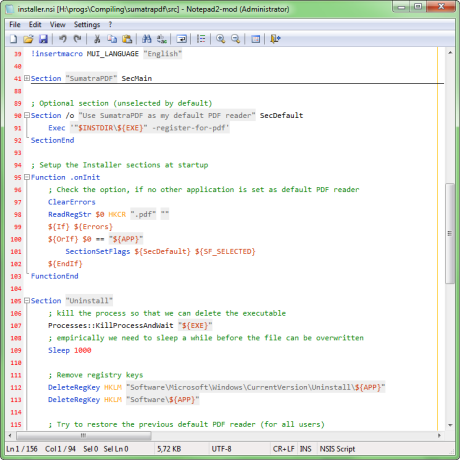 installer.nsi [H:\progs\Compiling\sumatrapdf\src] - Notepad2-mod (Administrator)
File Edit View Settings ?
39 !insertmacro MUI_LANGUAGE "English"
40
41 Section "SumatraPDF" SecMain
88
89 ; Optional section (unselected by default)
90 Section /o "Use SumatraPDF as my default PDF reader" SecDefault
91 Exec '"$INSTDIR\${EXE}" -register-for-pdf'
92 SectionEnd
93
94 ; Setup the Installer sections at startup
95 Function .onInit
96 ; Check the option, if no other application is set as default PDF reader
97 ClearErrors
98 ReadRegStr $0 HKCR ".pdf" ""
99 ${If} ${Errors}
100 ${OrIf} $0 == "${APP}"
101 SectionSetFlags ${SecDefault} ${SF_SELECTED}
102 ${EndIf}
103 FunctionEnd
104
105 Section "Uninstall"
106 ; kill the process so that we can delete the executable
107 Processes::KillProcessAndWait "${EXE}"
108 ; empirically we need to sleep a while before the file can be overwritten
109 Sleep 1000
110
111 ; Remove registry keys
112 DeleteRegKey HKLM "Software\Microsoft\Windows\CurrentVersion\Uninstall\${APP}"
113 DeleteRegKey HKLM "Software\${APP}"
114
115 ; Try to restore the previous default PDF reader (for all users)
Ln 1 / 156 Col 1 / 94 Sel 0 Sel Ln 0 5,72 KB UTF-8 CR+LF INS NSIS Script